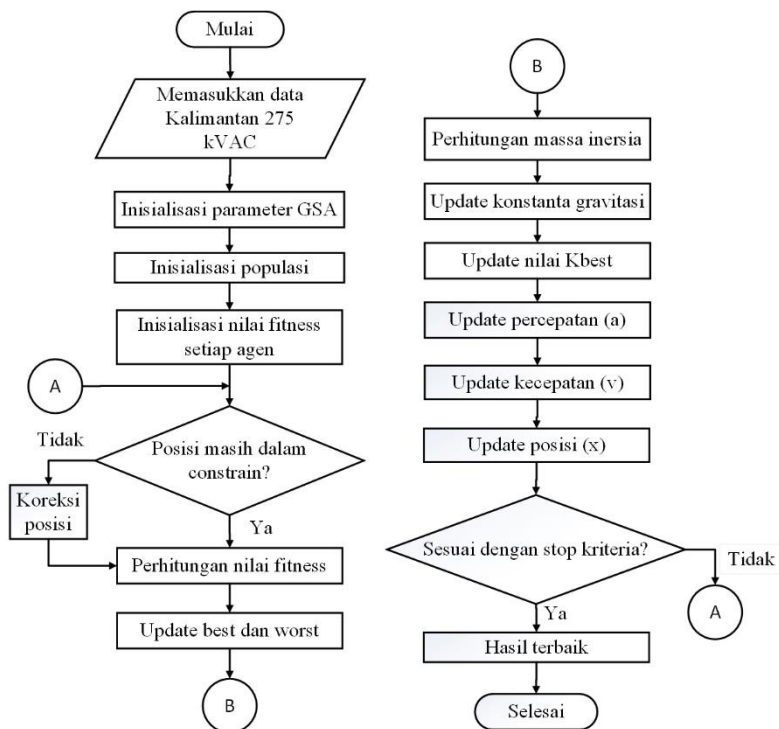 Mulai
Memasukkan data
Kalimantan 275
kVAC
Inisialisasi parameter GSA
Inisialisasi populasi
Inisialisasi nilai fitness
setiap agen
A
Tidak
Posisi masih dalam
constrain?
Koreksi
posisi
Ya
Perhitungan nilai fitness
Update best dan worst
B
B
Perhitungan massa inersia
Update konstanta gravitasi
Update nilai Kbest
Update percepatan (a)
Update kecepatan (v)
Update posisi (x)
Sesuai dengan stop kriteria?
Tidak
A
Ya
Hasil terbaik
Selesai